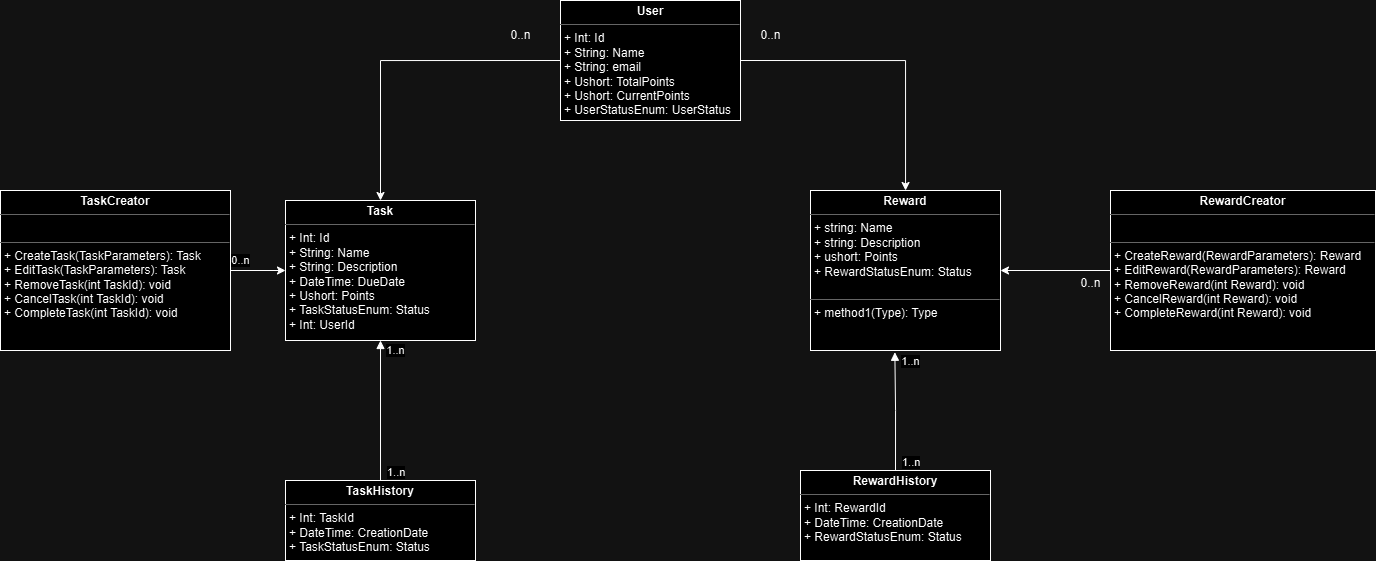 User
+ Int: Id
+ String: Name
+ String: email
+ Ushort: TotalPoints
+ Ushort: CurrentPoints
+ UserStatusEnum: UserStatus
0..n
0..n
TaskCreator
+ CreateTask(TaskParameters): Task
+ EditTask(TaskParameters): Task
+ RemoveTask(int TaskId): void
+ CancelTask(int TaskId): void
+ CompleteTask(int TaskId): void
0..n
Task
+ Int: Id
+ String: Name
+ String: Description
+ DateTime: DueDate
+ Ushort: Points
+ TaskStatusEnum: Status
+ Int: UserId
Reward
+ string: Name
+ string: Description
+ ushort: Points
+ RewardStatusEnum: Status
+ method1(Type): Type
RewardCreator
+ CreateReward(RewardParameters): Reward
+ EditReward(RewardParameters): Reward
+ RemoveReward(int Reward): void
+ CancelReward(int Reward): void
+ CompleteReward(int Reward): void
0..n
1..n
1..n
TaskHistory
+ Int: TaskId
+ DateTime: CreationDate
+ TaskStatusEnum: Status
1..n
1..n
RewardHistory
+ Int: RewardId
+ DateTime: CreationDate
+ RewardStatusEnum: Status